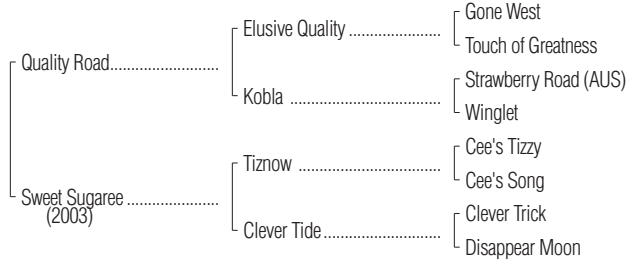 Gone West
Elusive Quality ......................
Touch of Greatness
Quality Road..........................
Strawberry Road (AUS)
Kobla ....................................
Winglet
Cee's Tizzy
Tiznow ..................................
Cee's Song
Sweet Sugaree ......................
(2003)
Clever Trick
Clever Tide............................
Disappear Moon